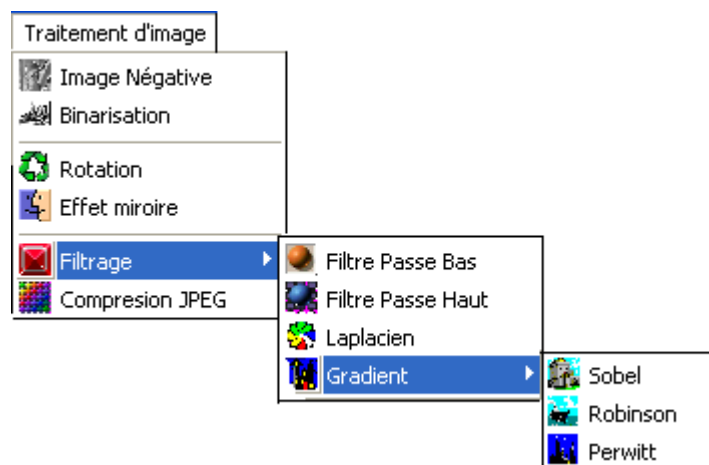 Traitement d'image
Image Négative
Binarisation
Rotation
Effet miroire
Filtrage
Compresion JPEG
Filtre Passe Bas
Filtre Passe Haut
Laplacien
Gradient
Sobel
Robinson
Perwitt